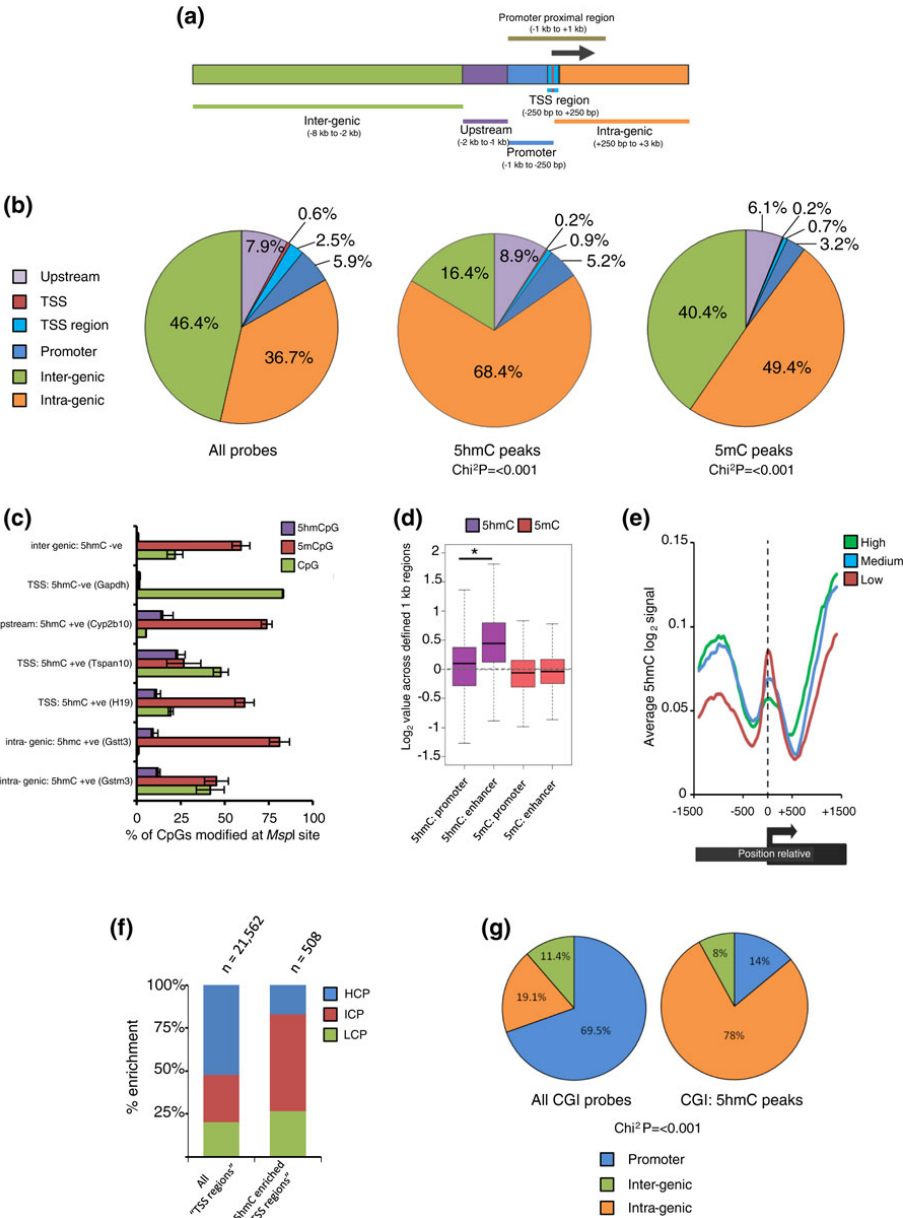 (a)
Promoter proximal region
(-1 kb to +1 kb)
TSS region
(-250 bp to +250 bp)
Inter-genic
(-8 kb to -2 kb)
Upstream
(-2 kb to -1 kb)
Intra-genic
(+250 bp to +3 kb)
Promoter
(-1 kb to -250 bp)
(b)
Upstream
TSS
TSS region
Promoter
Inter-genic
Intra-genic
7.9%
0.6%
2.5%
5.9%
46.4%
36.7%
All probes
8.9%
0.2%
0.9%
5.2%
16.4%
68.4%
5hmC peaks
Chi²P=<0.001
6.1%
0.2%
0.7%
3.2%
40.4%
49.4%
5mC peaks
Chi²P=<0.001
(c)
5hmCpG
5mCpG
CpG
inter genic: 5hmC -ve
TSS: 5hmC-ve (Gapdh)
pstream: 5hmC +ve (Cyp2b10)
TSS: 5hmC +ve (Tspan10)
TSS: 5hmC +ve (H19)
intra- genic: 5hmc +ve (Gstt3)
intra- genic: 5hmC +ve (Gstm3)
0 25 50 75 100
% of CpGs modified at MspI site
(d)
5hmC 5mC
*
Log2 value across defined 1 kb regions
2
1.5
1
0.5
0
-0.5
-1
-1.5
5hmC: promoter
5hmC: enhancer
5mC: promoter
5mC: enhancer
(e)
High
Medium
Low
Average 5hmC log2 signal
0.15
0.1
0.05
0
-1500 -500 0 +500 +1500
Position relative
(f)
n = 21,562
n = 508
HCP
ICP
LCP
% enrichment
100%
75%
50%
25%
All
"TSS regions"
5hmC enriched
TSS regions"
(g)
11.4%
19.1%
69.5%
All CGI probes
8%
14%
78%
CGI: 5hmC peaks
Chi²P=<0.001
Promoter
Inter-genic
Intra-genic